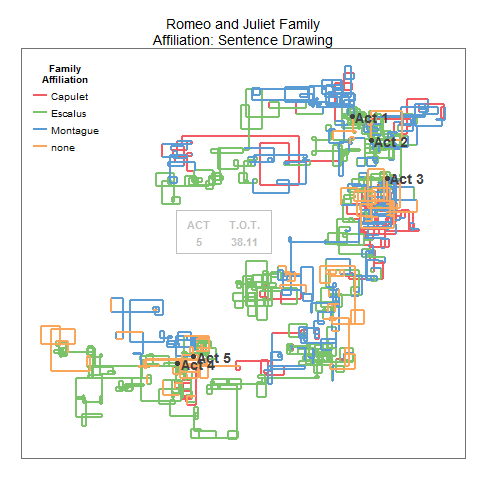 Romeo and Juliet Family
Affiliation: Sentence Drawing
Family
Affiliation
Capulet
Escalus
Montague
none
Act 1
Act 2
Act 3
ACT T.O.T.
5 38.11
Act 5
Act 4